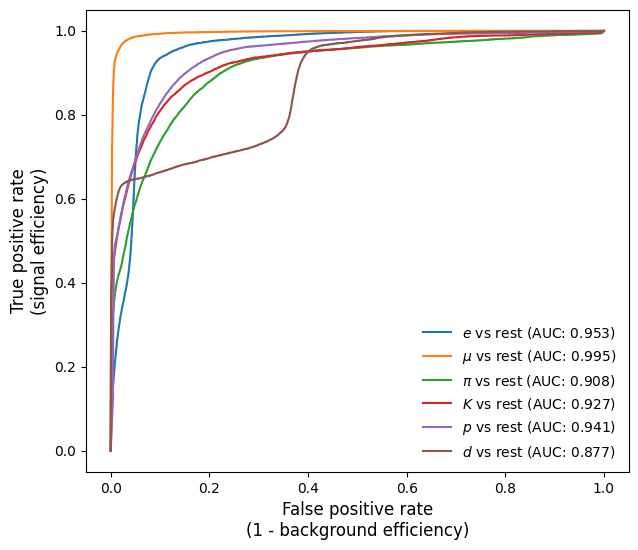 1.0
0.8
0.6
0.4
0.2
0.0
True positive rate
(signal efficiency)
e vs rest (AUC: 0.953)
μ vs rest (AUC: 0.995)
π vs rest (AUC: 0.908)
K vs rest (AUC: 0.927)
p vs rest (AUC: 0.941)
d vs rest (AUC: 0.877)
0.0 0.2 0.4 0.6 0.8 1.0
False positive rate
(1 - background efficiency)